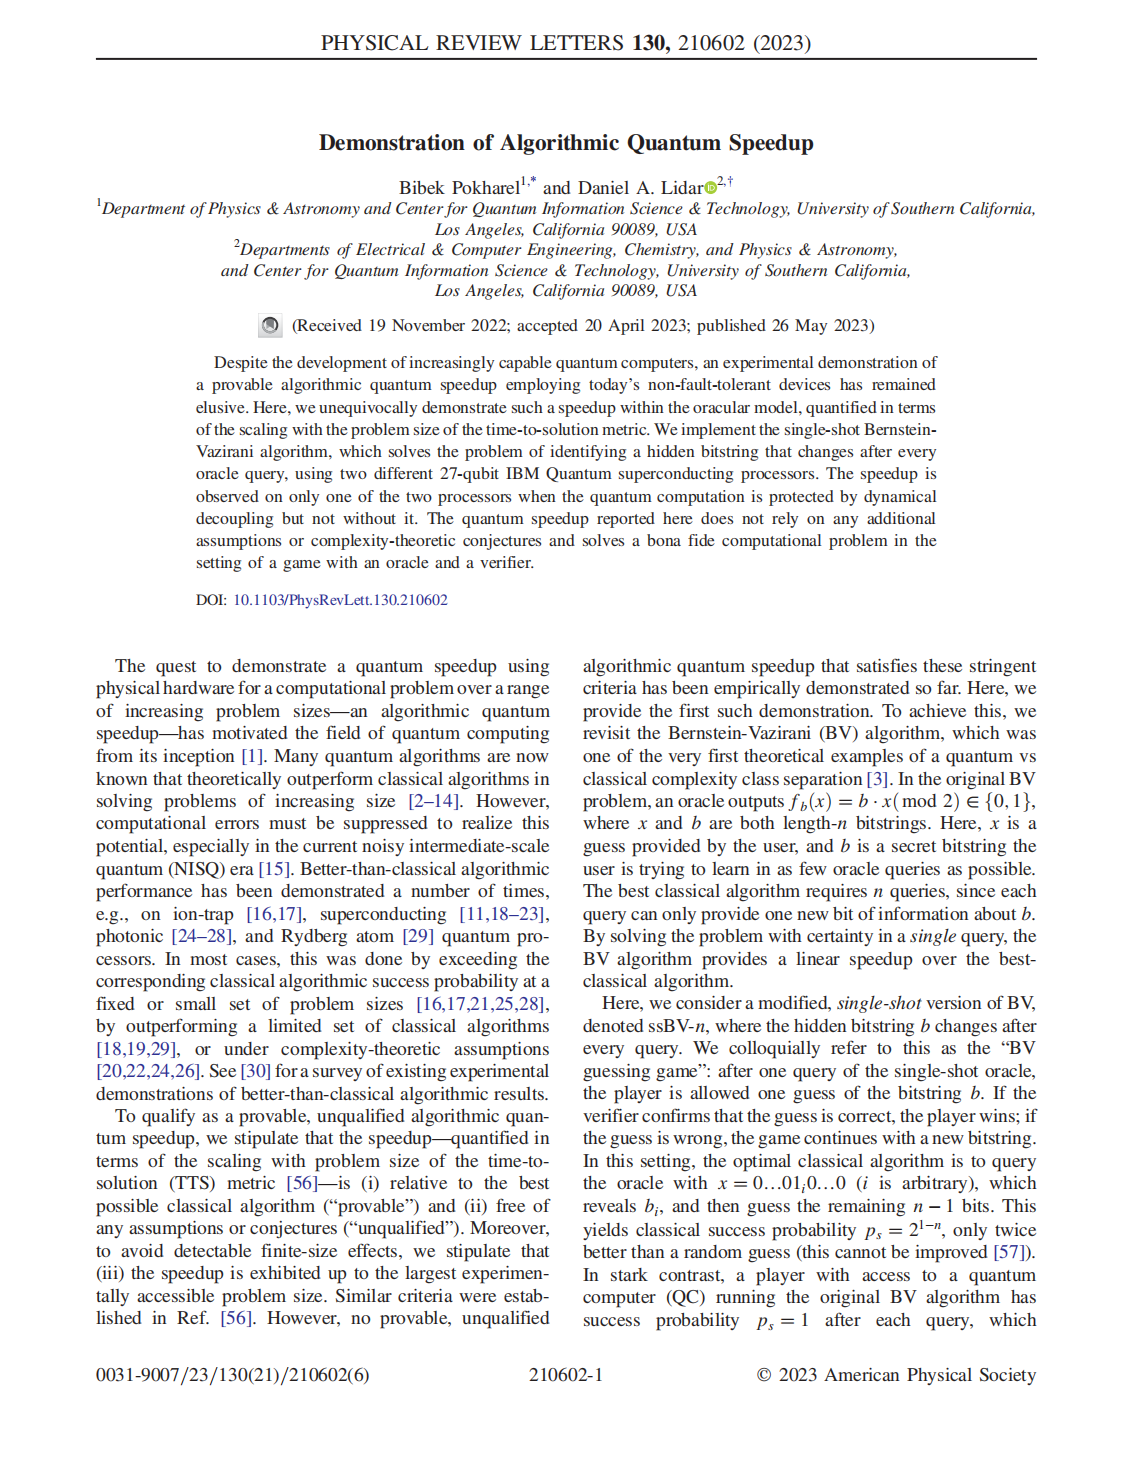 PHYSICAL REVIEW LETTERS 130, 210602 (2023)
Demonstration of Algorithmic Quantum Speedup
Bibek Pokharel1,* and Daniel A. Lidar2,†
1Department of Physics & Astronomy and Center for Quantum Information Science & Technology, University of Southern California,
Los Angeles, California 90089, USA
2Departments of Electrical & Computer Engineering, Chemistry, and Physics & Astronomy,
and Center for Quantum Information Science & Technology, University of Southern California,
Los Angeles, California 90089, USA
(Received 19 November 2022; accepted 20 April 2023; published 26 May 2023)
Despite the development of increasingly capable quantum computers, an experimental demonstration of
a provable algorithmic quantum speedup employing today's non-fault-tolerant devices has remained
elusive. Here, we unequivocally demonstrate such a speedup within the oracular model, quantified in terms
of the scaling with the problem size of the time-to-solution metric. We implement the single-shot Bernstein-
Vazirani algorithm, which solves the problem of identifying a hidden bitstring that changes after every
oracle query, using two different 27-qubit IBM Quantum superconducting processors. The speedup is
observed on only one of the two processors when the quantum computation is protected by dynamical
decoupling but not without it. The quantum speedup reported here does not rely on any additional
assumptions or complexity-theoretic conjectures and solves a bona fide computational problem in the
setting of a game with an oracle and a verifier.
DOI: 10.1103/PhysRevLett.130.210602
The quest to demonstrate a quantum speedup using
physical hardware for a computational problem over a range
of increasing problem sizes—an algorithmic quantum
speedup—has motivated the field of quantum computing
from its inception [1]. Many quantum algorithms are now
known that theoretically outperform classical algorithms in
solving problems of increasing size [2–14]. However,
computational errors must be suppressed to realize this
potential, especially in the current noisy intermediate-scale
quantum (NISQ) era [15]. Better-than-classical algorithmic
performance has been demonstrated a number of times,
e.g., on ion-trap [16,17], superconducting [11,18–23],
photonic [24–28], and Rydberg atom [29] quantum pro-
cessors. In most cases, this was done by exceeding the
corresponding classical algorithmic success probability at a
fixed or small set of problem sizes [16,17,21,25,28],
by outperforming a limited set of classical algorithms
[18,19,29], or under complexity-theoretic assumptions
[20,22,24,26]. See [30] for a survey of existing experimental
demonstrations of better-than-classical algorithmic results.
To qualify as a provable, unqualified algorithmic quan-
tum speedup, we stipulate that the speedup—quantified in
terms of the scaling with problem size of the time-to-
solution (TTS) metric [56]—is (i) relative to the best
possible classical algorithm ("provable") and (ii) free of
any assumptions or conjectures ("unqualified"). Moreover,
to avoid detectable finite-size effects, we stipulate that
(iii) the speedup is exhibited up to the largest experimen-
tally accessible problem size. Similar criteria were estab-
lished in Ref. [56]. However, no provable, unqualified
algorithmic quantum speedup that satisfies these stringent
criteria has been empirically demonstrated so far. Here, we
provide the first such demonstration. To achieve this, we
revisit the Bernstein-Vazirani (BV) algorithm, which was
one of the very first theoretical examples of a quantum vs
classical complexity class separation [3]. In the original BV
problem, an oracle outputs f_b(x) = b · x(mod 2) ∈ {0, 1},
where x and b are both length-n bitstrings. Here, x is a
guess provided by the user, and b is a secret bitstring the
user is trying to learn in as few oracle queries as possible.
The best classical algorithm requires n queries, since each
query can only provide one new bit of information about b.
By solving the problem with certainty in a single query, the
BV algorithm provides a linear speedup over the best-
classical algorithm.
Here, we consider a modified, single-shot version of BV,
denoted ssBV-n, where the hidden bitstring b changes after
every query. We colloquially refer to this as the "BV
guessing game": after one query of the single-shot oracle,
the player is allowed one guess of the bitstring b. If the
verifier confirms that the guess is correct, the player wins; if
the guess is wrong, the game continues with a new bitstring.
In this setting, the optimal classical algorithm is to query
the oracle with x = 0…01_i0…0 (i is arbitrary), which
reveals b_i, and then guess the remaining n − 1 bits. This
yields classical success probability p_s = 2^{1−n}, only twice
better than a random guess (this cannot be improved [57]).
In stark contrast, a player with access to a quantum
computer (QC) running the original BV algorithm has
success probability p_s = 1 after each query, which
0031-9007/23/130(21)/210602(6)
210602-1
© 2023 American Physical Society